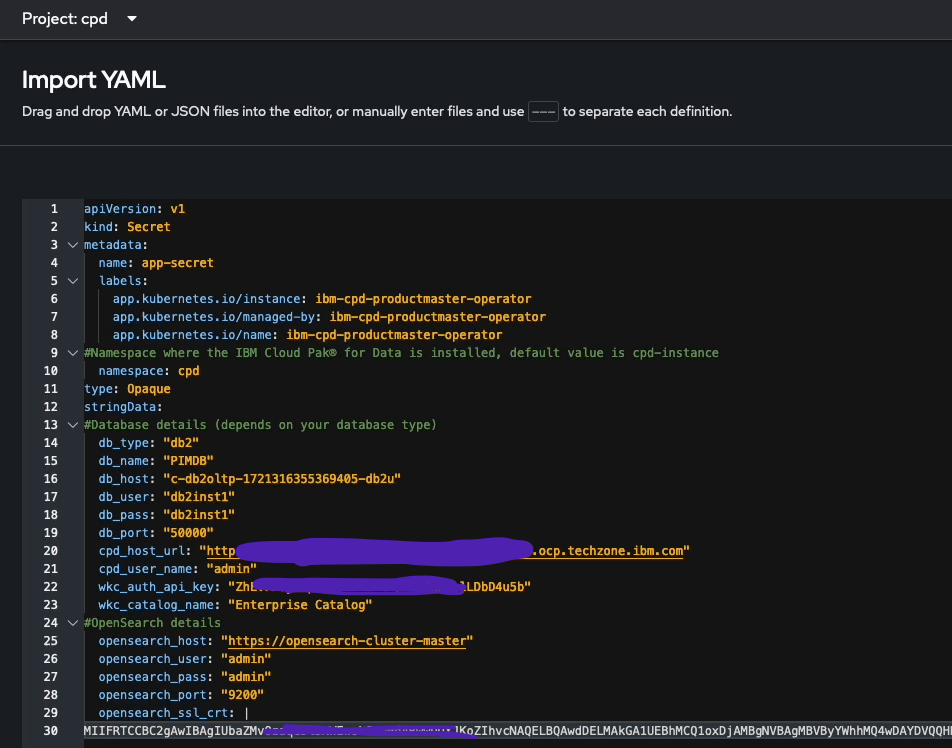 Project: cpd
Import YAML
Drag and drop YAML or JSON files into the editor, or manually enter files and use --- to separate each definition.
1 apiVersion: v1
2 kind: Secret
3 metadata:
4 name: app-secret
5 labels:
6 app.kubernetes.io/instance: ibm-cpd-productmaster-operator
7 app.kubernetes.io/managed-by: ibm-cpd-productmaster-operator
8 app.kubernetes.io/name: ibm-cpd-productmaster-operator
9 #Namespace where the IBM Cloud Pak® for Data is installed, default value is cpd-instance
10 namespace: cpd
11 type: Opaque
12 stringData:
13 #Database details (depends on your database type)
14 db_type: "db2"
15 db_name: "PIMDB"
16 db_host: "c-db2oltp-1721316355369405-db2u"
17 db_user: "db2inst1"
18 db_pass: "db2inst1"
19 db_port: "50000"
20 cpd_host_url: "http .ocp.techzone.ibm.com"
21 cpd_user_name: "admin"
22 wkc_auth_api_key:
23 wkc_catalog_name: "Enterprise Catalog"
24 #OpenSearch details
25 opensearch_host: "https://opensearch-cluster-master"
26 opensearch_user: "admin"
27 opensearch_pass: "admin"
28 opensearch_port: "9200"
29 opensearch_ssl_crt: |
30